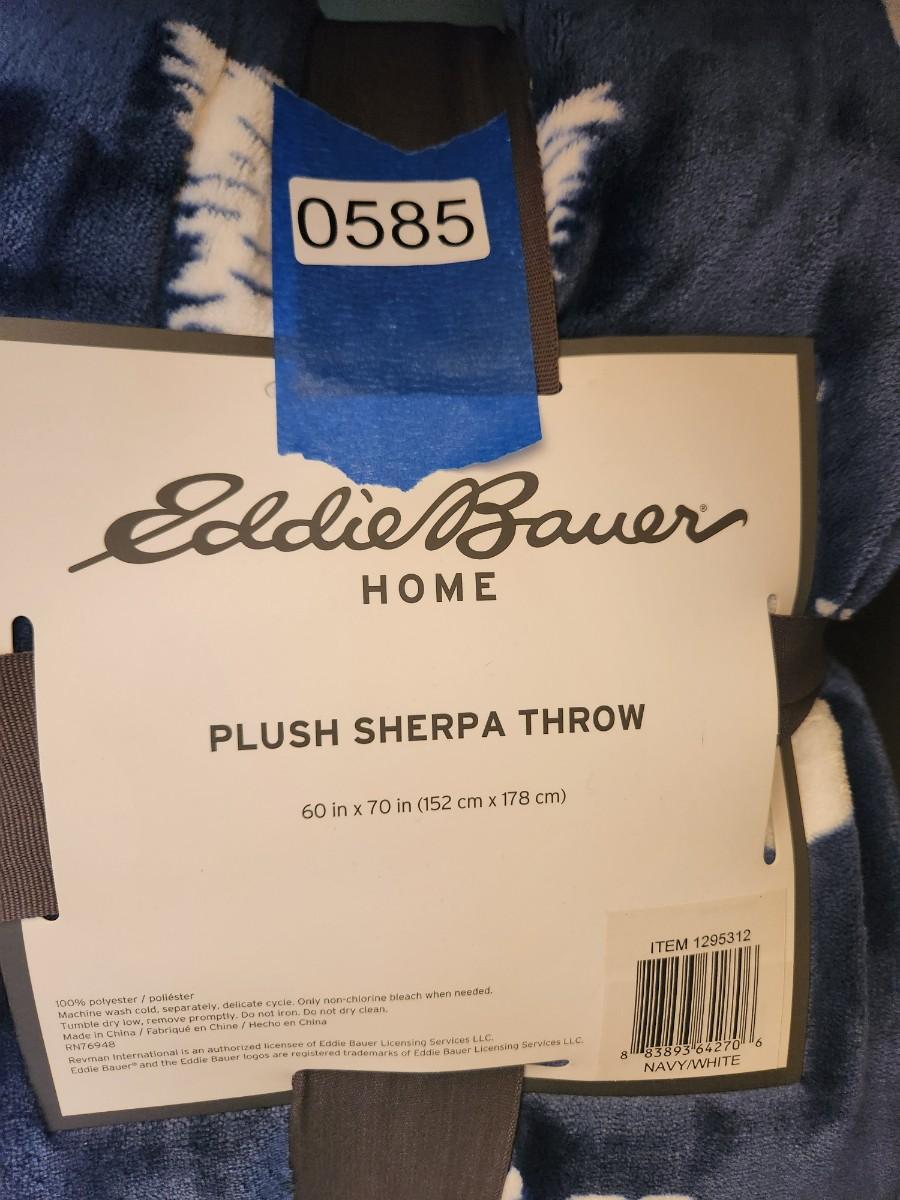 0585
Eddie Bauer®
HOME
PLUSH SHERPA THROW
60 in x 70 in (152 cm x 178 cm)
100% polyester / poliéster
Machine wash cold, separately, delicate cycle. Only non-chlorine bleach when needed.
Tumble dry low, remove promptly. Do not iron. Do not dry clean.
Made in China / Fabriqué en Chine / Hecho en China
RN76948
Revman International is an authorized licensee of Eddie Bauer Licensing Services LLC.
Eddie Bauer® and the Eddie Bauer logos are registered trademarks of Eddie Bauer Licensing Services LLC.
ITEM 1295312
8 83893 64270 6
NAVY/WHITE